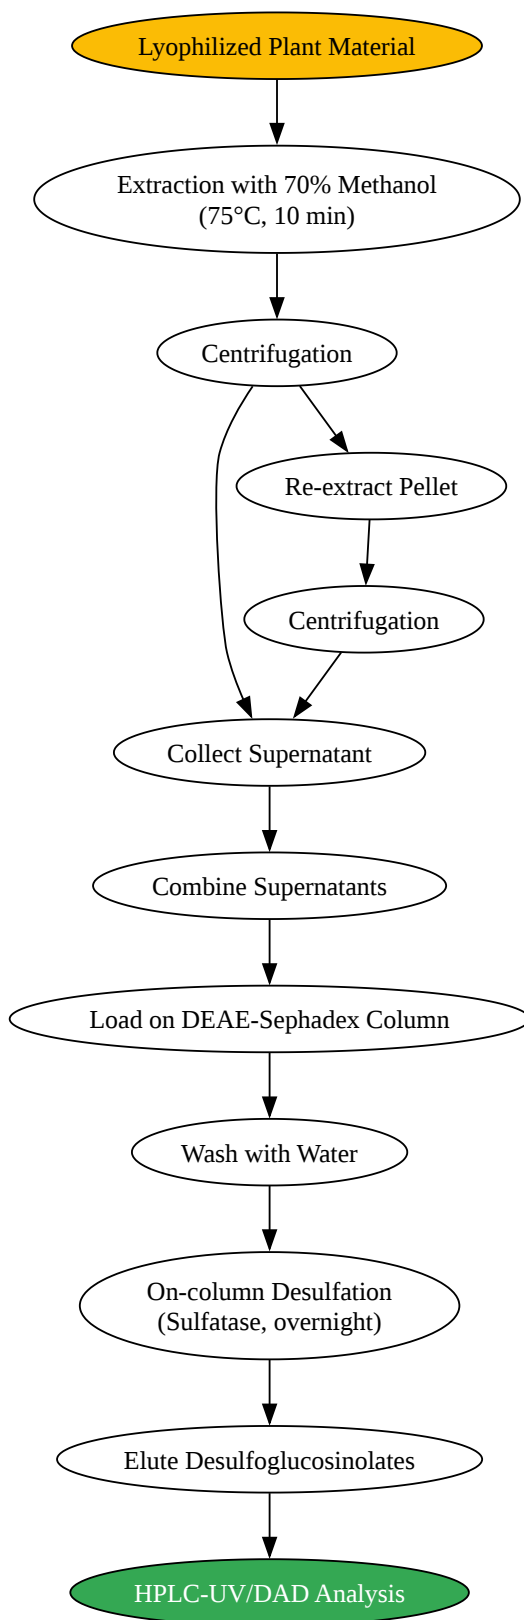 Lyophilized Plant Material
Extraction with 70% Methanol
(75°C, 10 min)
Centrifugation
Re-extract Pellet
Centrifugation
Collect Supernatant
Combine Supernatants
Load on DEAE-Sephadex Column
Wash with Water
On-column Desulfation
(Sulfatase, overnight)
Elute Desulfoglucosinolates
HPLC-UV/DAD Analysis